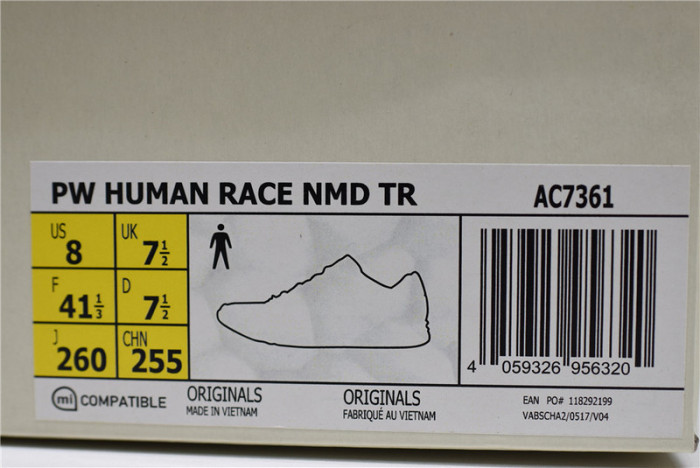 PW HUMAN RACE NMD TR AC7361
US 8 UK 7½
F 41⅓ D 7½
J 260 CHN 255
4 059326 956320
mi COMPATIBLE
ORIGINALS
MADE IN VIETNAM
ORIGINALS
FABRIQUÉ AU VIETNAM
EAN PO# 118292199
VABSCHA2/0517/V04